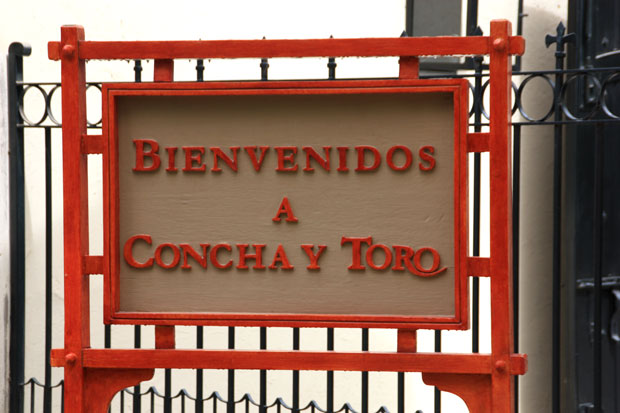 BIENVENIDOS
A
CONCHA Y TORO